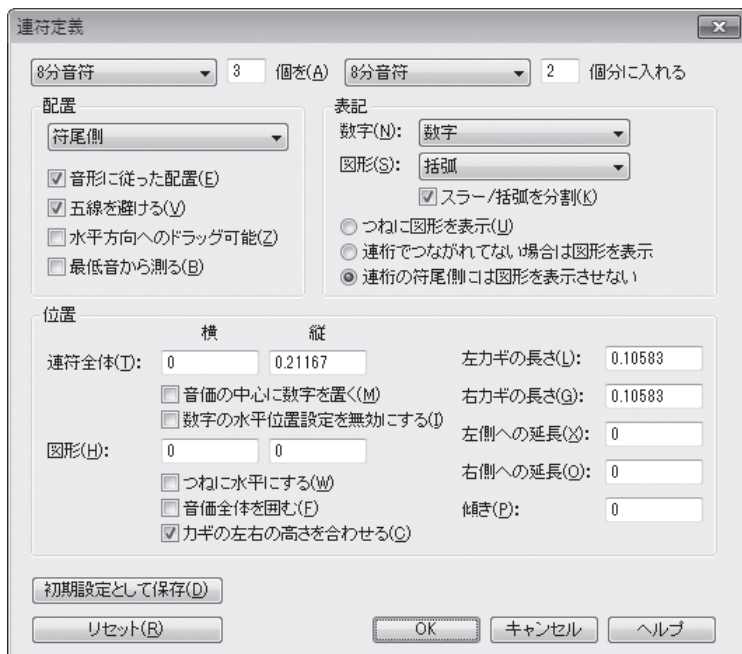 連符定義
8分音符 3 個を(A) 8分音符 2 個分に入れる
配置
符尾側
音形に従った配置(E)
五線を避ける(V)
水平方向へのドラッグ可能(Z)
最低音から測る(B)
表記
数字(N): 数字
図形(S): 括弧
スラー/括弧を分割(K)
つねに図形を表示(U)
連桁でつながれてない場合は図形を表示
連桁の符尾側には図形を表示させない
位置
横 縦
連符全体(T): 0 0.21167
音価の中心に数字を置く(M)
数字の水平位置設定を無効にする(I)
図形(H): 0 0
つねに水平にする(W)
音価全体を囲む(F)
カギの左右の高さを合わせる(C)
左カギの長さ(L): 0.10583
右カギの長さ(G): 0.10583
左側への延長(X): 0
右側への延長(O): 0
傾き(P): 0
初期設定として保存(D)
リセット(R) OK キャンセル ヘルプ